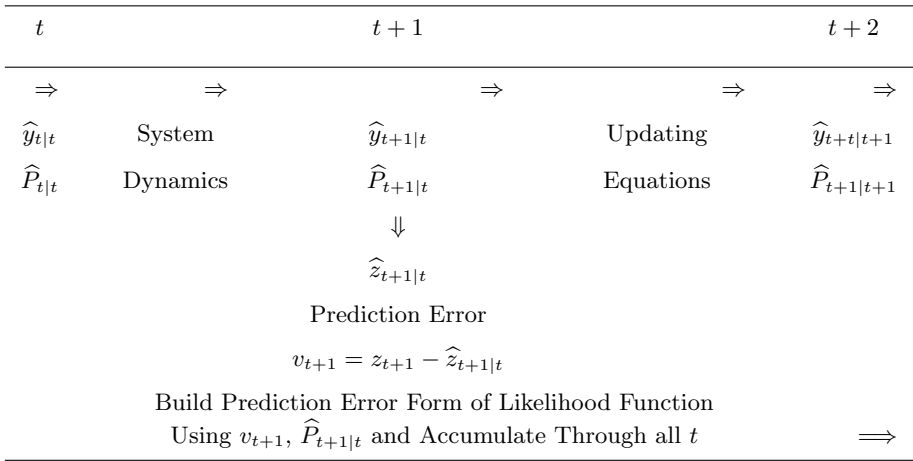 t t + 1 t + 2
⇒ ⇒ ⇒ ⇒ ⇒
ŷ_{t|t} System ŷ_{t+1|t} Updating ŷ_{t+t|t+1}
P̂_{t|t} Dynamics P̂_{t+1|t} Equations P̂_{t+1|t+1}
⇓
ẑ_{t+1|t}
Prediction Error
v_{t+1} = z_{t+1} − ẑ_{t+1|t}
Build Prediction Error Form of Likelihood Function
Using v_{t+1}, P̂_{t+1|t} and Accumulate Through all t ⟹